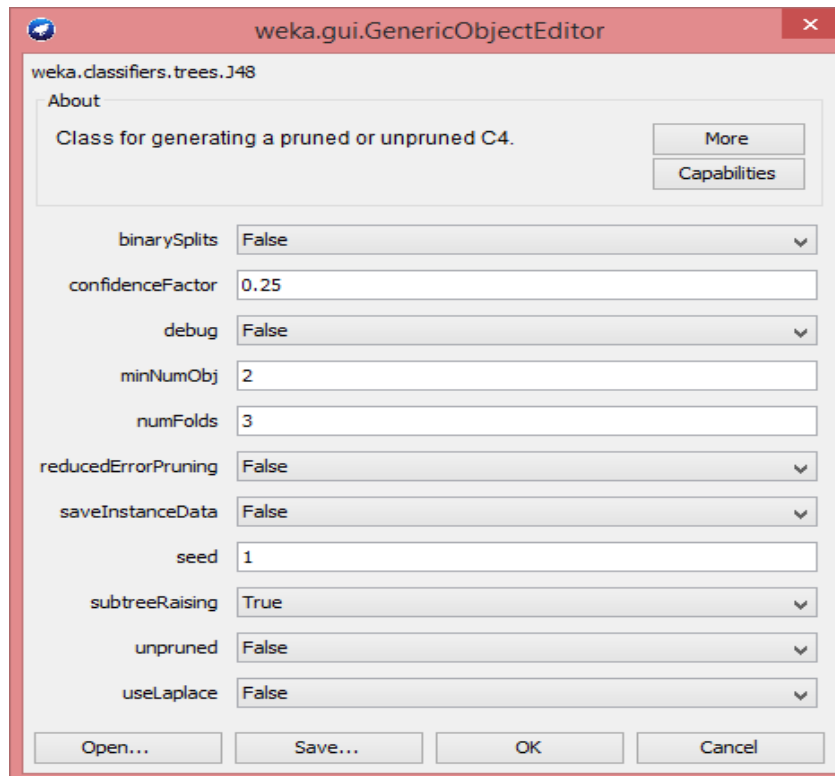 weka.gui.GenericObjectEditor
weka.classifiers.trees.J48
About
Class for generating a pruned or unpruned C4.
More
Capabilities
binarySplits False
confidenceFactor 0.25
debug False
minNumObj 2
numFolds 3
reducedErrorPruning False
saveInstanceData False
seed 1
subtreeRaising True
unpruned False
useLaplace False
Open... Save... OK Cancel